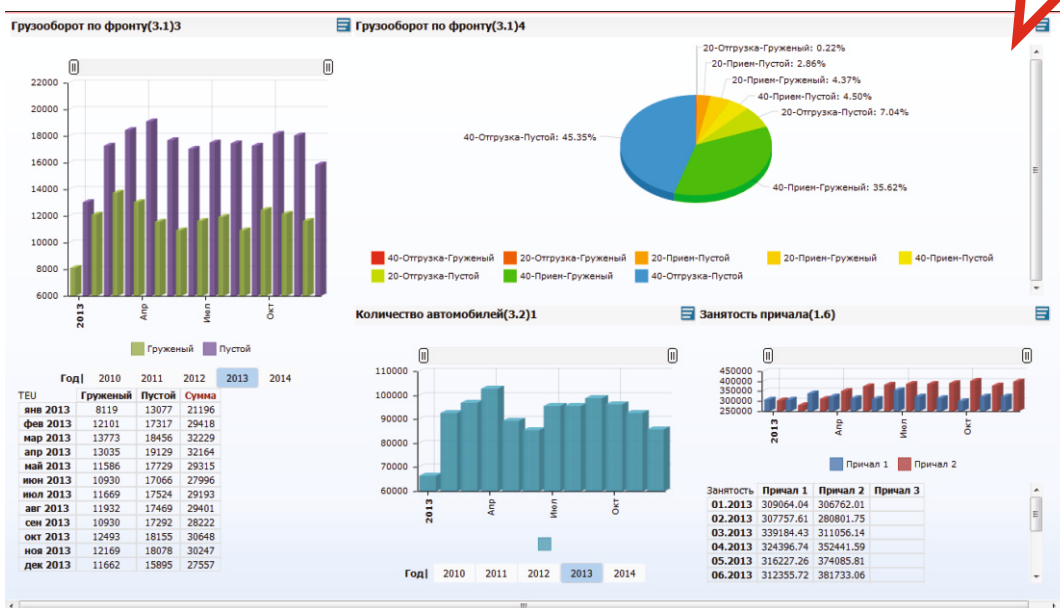 Грузооборот по фронту(3.1)3
22000
20000
18000
16000
14000
12000
10000
8000
6000
2013
Апр
Июл
Окт
Груженый
Пустой
Год| 2010 2011 2012 2013 2014
TEU Груженый Пустой Сумма
янв 2013 8119 13077 21196
фев 2013 12101 17317 29418
мар 2013 13773 18456 32229
апр 2013 13035 19129 32164
май 2013 11586 17729 29315
июн 2013 10930 17066 27996
июл 2013 11669 17524 29193
авг 2013 11932 17469 29401
сен 2013 10930 17292 28222
окт 2013 12493 18155 30648
ноя 2013 12169 18078 30247
дек 2013 11662 15895 27557
Грузооборот по фронту(3.1)4
20-Отгрузка-Груженый: 0.22%
20-Прием-Пустой: 2.86%
20-Прием-Груженый: 4.37%
40-Прием-Пустой: 4.50%
20-Отгрузка-Пустой: 7.04%
40-Отгрузка-Пустой: 45.35%
40-Прием-Груженый: 35.62%
40-Отгрузка-Груженый 20-Отгрузка-Груженый 20-Прием-Пустой 20-Прием-Груженый 40-Прием-Пустой
20-Отгрузка-Пустой 40-Прием-Груженый 40-Отгрузка-Пустой
Количество автомобилей(3.2)1
110000
100000
90000
80000
70000
60000
2013
Апр
Июл
Окт
Год| 2010 2011 2012 2013 2014
Занятость причала(1.6)
450000
400000
350000
300000
250000
2013
Апр
Июл
Окт
Причал 1
Причал 2
Занятость Причал 1 Причал 2 Причал 3
01.2013 309064.04 306762.01
02.2013 307757.61 280801.75
03.2013 339184.43 311056.14
04.2013 324396.74 352441.59
05.2013 316227.26 374085.81
06.2013 312355.72 381733.06